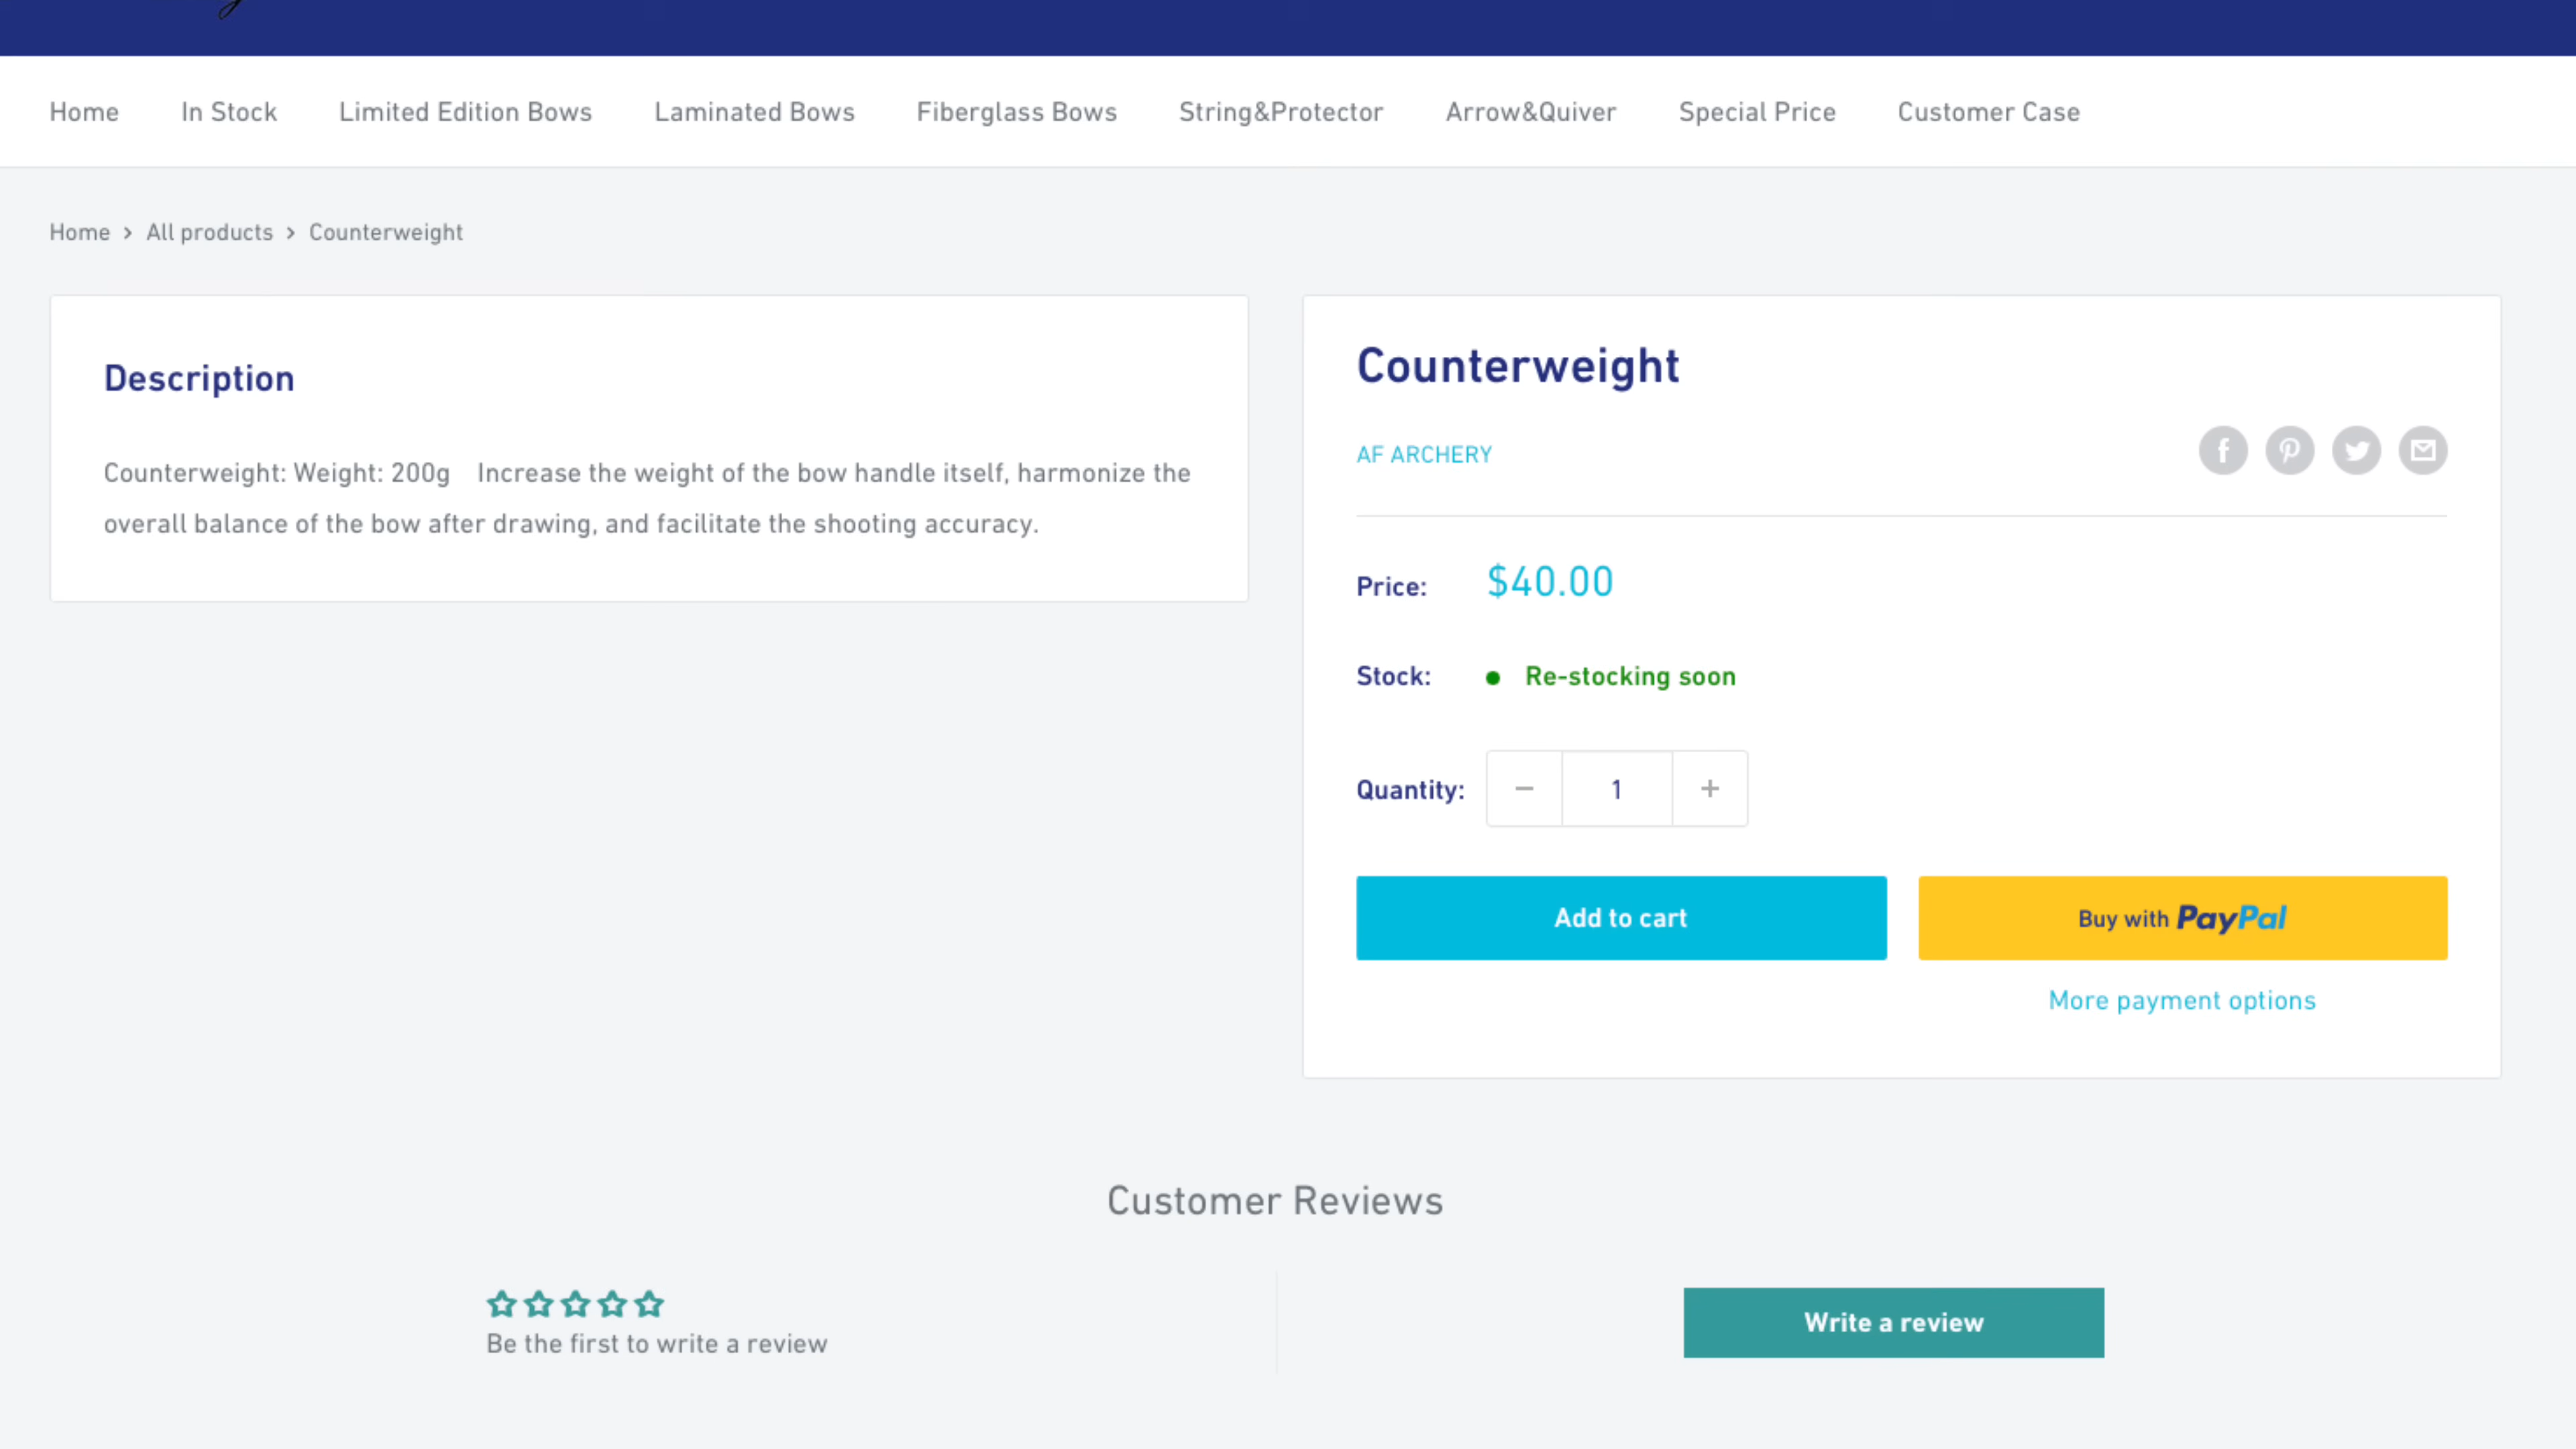 Home In Stock Limited Edition Bows Laminated Bows Fiberglass Bows String&Protector Arrow&Quiver Special Price Customer Case
Home > All products > Counterweight
Description
Counterweight: Weight: 200g Increase the weight of the bow handle itself, harmonize the
overall balance of the bow after drawing, and facilitate the shooting accuracy.
Counterweight
AF ARCHERY
Price: $40.00
Stock: Re-stocking soon
Quantity: − 1 +
Add to cart
Buy with PayPal
More payment options
Customer Reviews
Be the first to write a review
Write a review